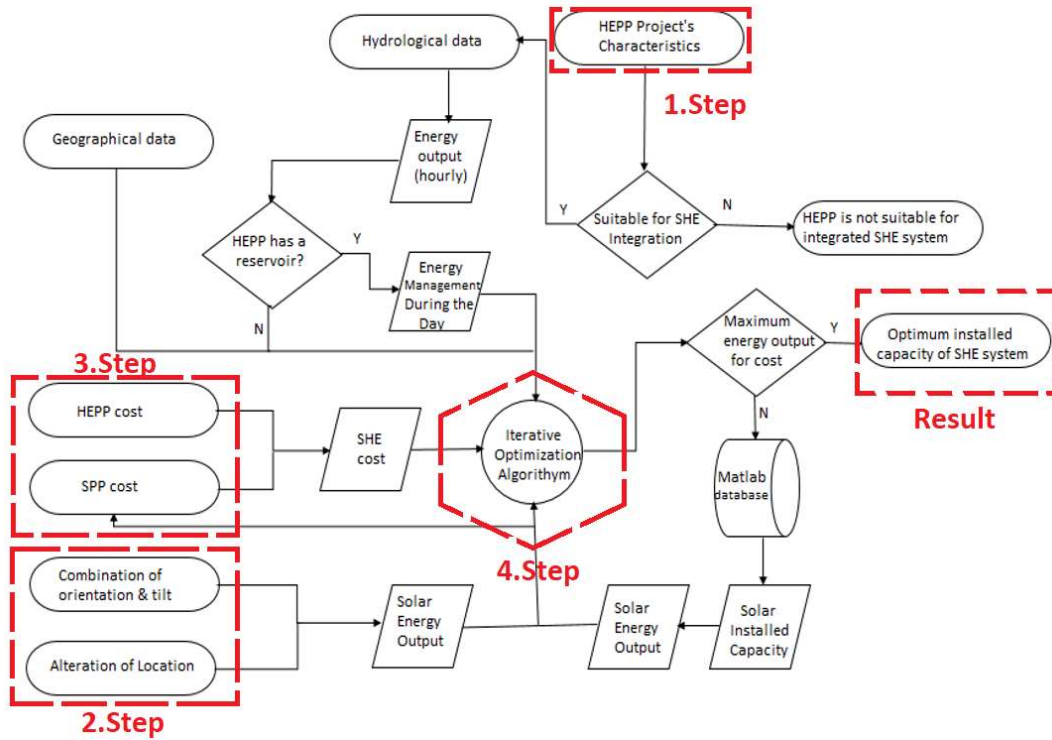 Hydrological data
HEPP Project's
Characteristics
1.Step
Geographical data
Energy
output
(hourly)
Y
Suitable for SHE
Integration
N
HEPP is not suitable for
integrated SHE system
HEPP has a
reservoir?
Y
N
Energy
Management
During the
Day
Maximum
energy output
for cost
Y
N
Optimum installed
capacity of SHE system
Result
3.Step
HEPP cost
SPP cost
SHE
cost
Iterative
Optimization
Algorithym
4.Step
Matlab
database
Combination of
orientation & tilt
Alteration of Location
2.Step
Solar
Energy
Output
Solar
Energy
Output
Solar
Installed
Capacity